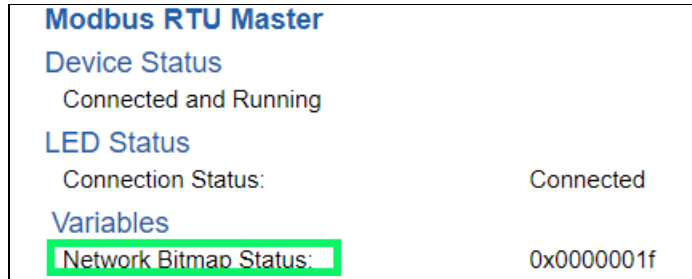 Modbus RTU Master
Device Status
Connected and Running
LED Status
Connection Status: Connected
Variables
Network Bitmap Status: 0x0000001f